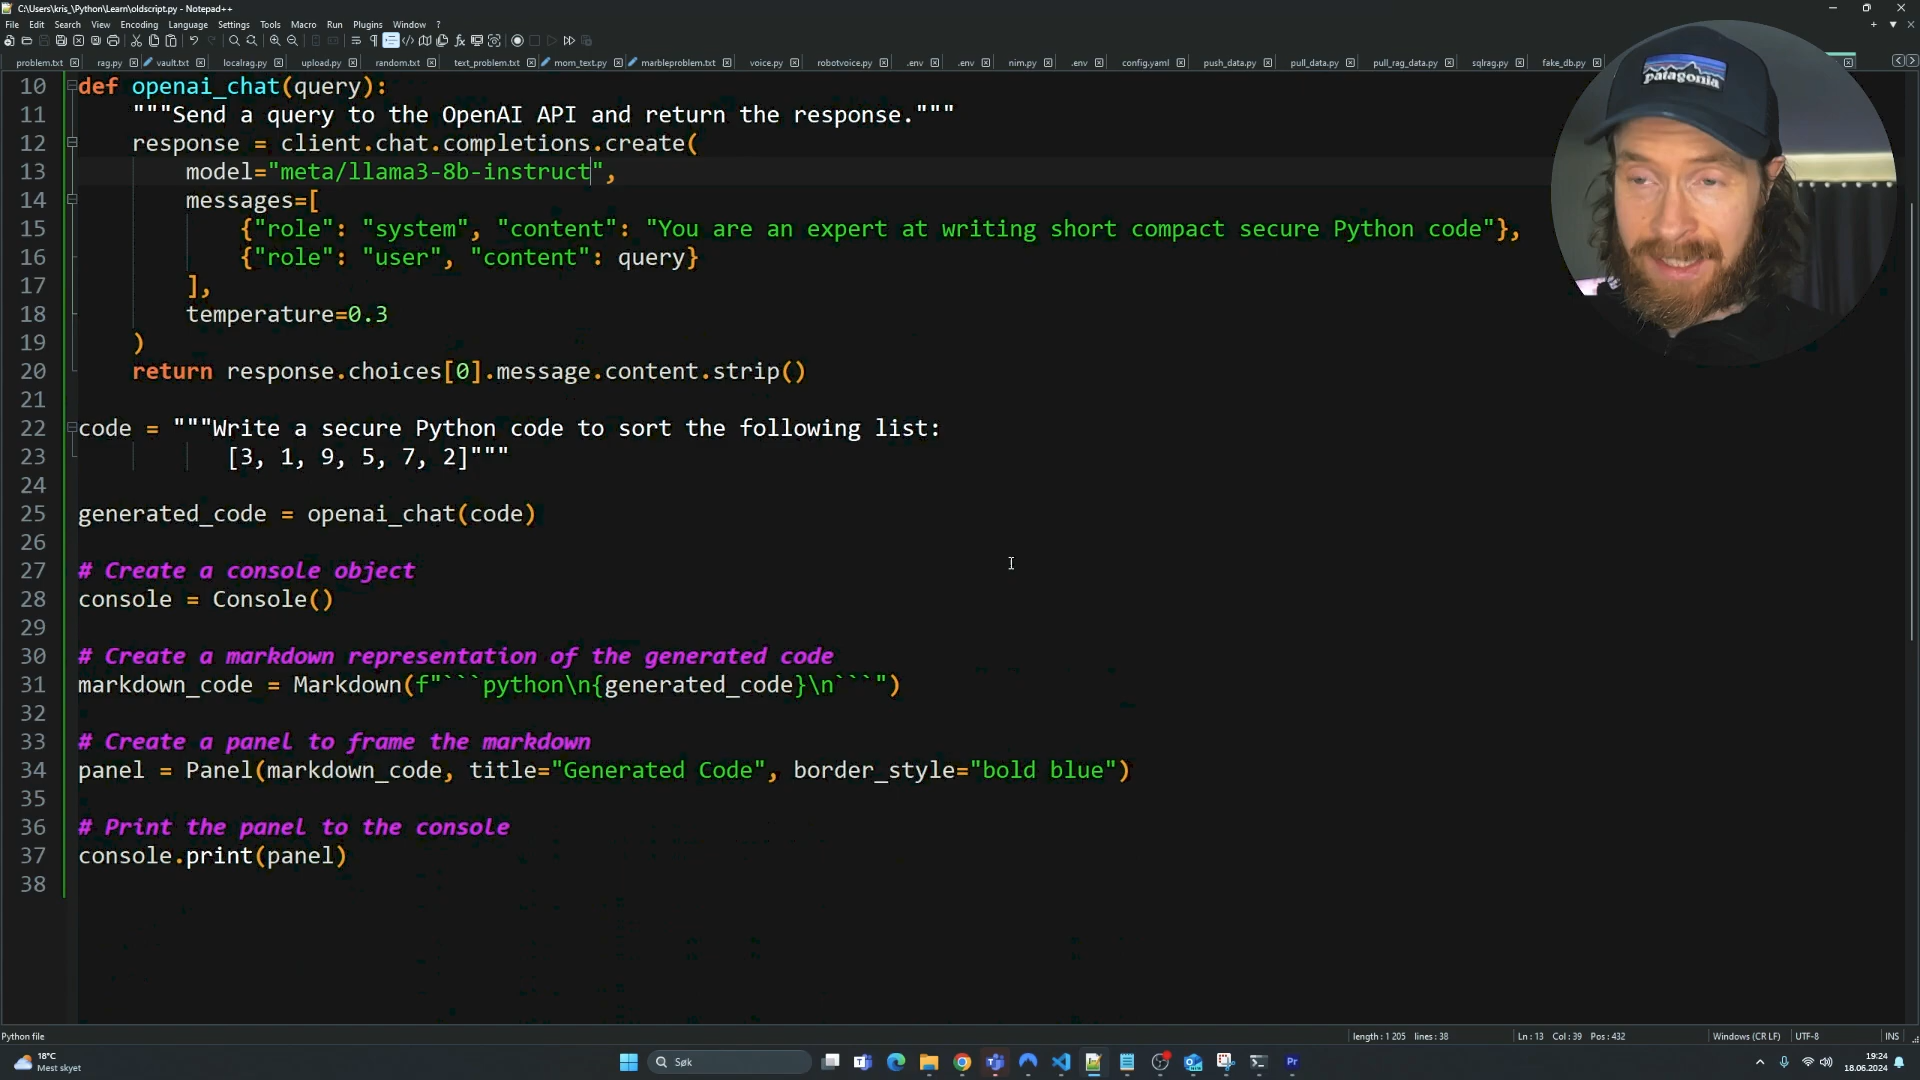 C:\Users\kris_\Python\Learn\oldscript.py - Notepad++
File Edit Search View Encoding Language Settings Tools Macro Run Plugins Window ?
problem.txt rag.py vault.txt localrag.py upload.py random.txt text_problem.txt mom_text.py marbleproblem.txt voice.py robotvoice.py .env .env nim.py .env config.yaml push_data.py pull_data.py pull_rag_data.py sqlrag.py fake_db.py
patagonia
10 def openai_chat(query):
11 """Send a query to the OpenAI API and return the response."""
12 response = client.chat.completions.create(
13 model="meta/llama3-8b-instruct",
14 messages=[
15 {"role": "system", "content": "You are an expert at writing short compact secure Python code"},
16 {"role": "user", "content": query}
17 ],
18 temperature=0.3
19 )
20 return response.choices[0].message.content.strip()
21
22 code = """Write a secure Python code to sort the following list:
23 [3, 1, 9, 5, 7, 2]"""
24
25 generated_code = openai_chat(code)
26
27 # Create a console object
28 console = Console()
29
30 # Create a markdown representation of the generated code
31 markdown_code = Markdown(f"```python\n{generated_code}\n```")
32
33 # Create a panel to frame the markdown
34 panel = Panel(markdown_code, title="Generated Code", border_style="bold blue")
35
36 # Print the panel to the console
37 console.print(panel)
38
Python file length : 1 205 lines : 38 Ln : 13 Col : 39 Pos : 432 Windows (CR LF) UTF-8 INS
18°C
Mest skyet
Søk
Pr
19:24
18.06.2024